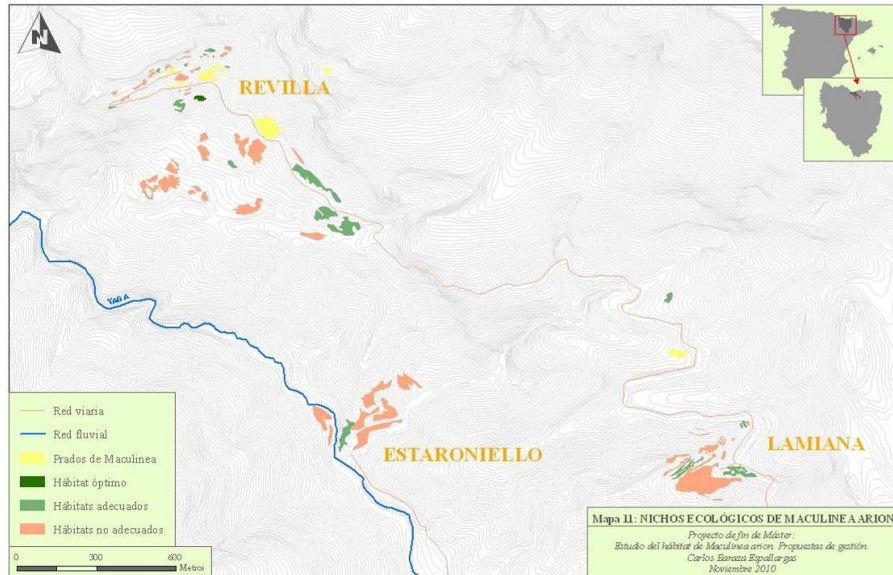 N
REVILLA
YAGA
ESTARONIELLO
LAMIANA
Red viaria
Red fluvial
Prados de Maculinea
Hábitat óptimo
Hábitats adecuados
Hábitats no adecuados
0 300 600
Metros
Mapa 11: NICHOS ECOLÓGICOS DE MACULINEA ARION
Proyecto de fin de Máster:
Estudio del hábitat de Maculinea arion. Propuestas de gestión.
Carlos Baraza Espallargas
Noviembre 2010